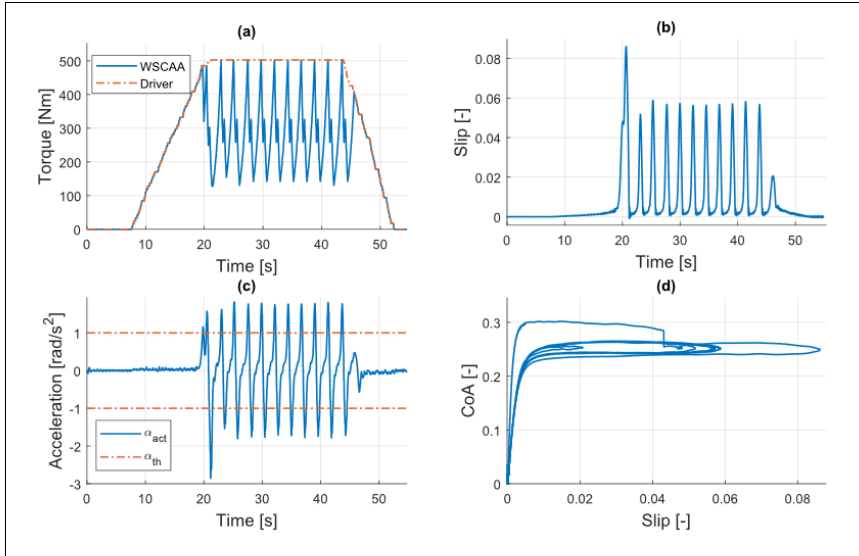 (a)
Torque [Nm]
500
400
300
200
100
0
WSCAA
Driver
0 10 20 30 40 50
Time [s]
(b)
Slip [-]
0.08
0.06
0.04
0.02
0
0 10 20 30 40 50
Time [s]
(c)
Acceleration [rad/s²]
1
0
-1
-2
-3
α_act
α_th
0 10 20 30 40 50
Time [s]
(d)
CoA [-]
0.3
0.2
0.1
0
0 0.02 0.04 0.06 0.08
Slip [-]